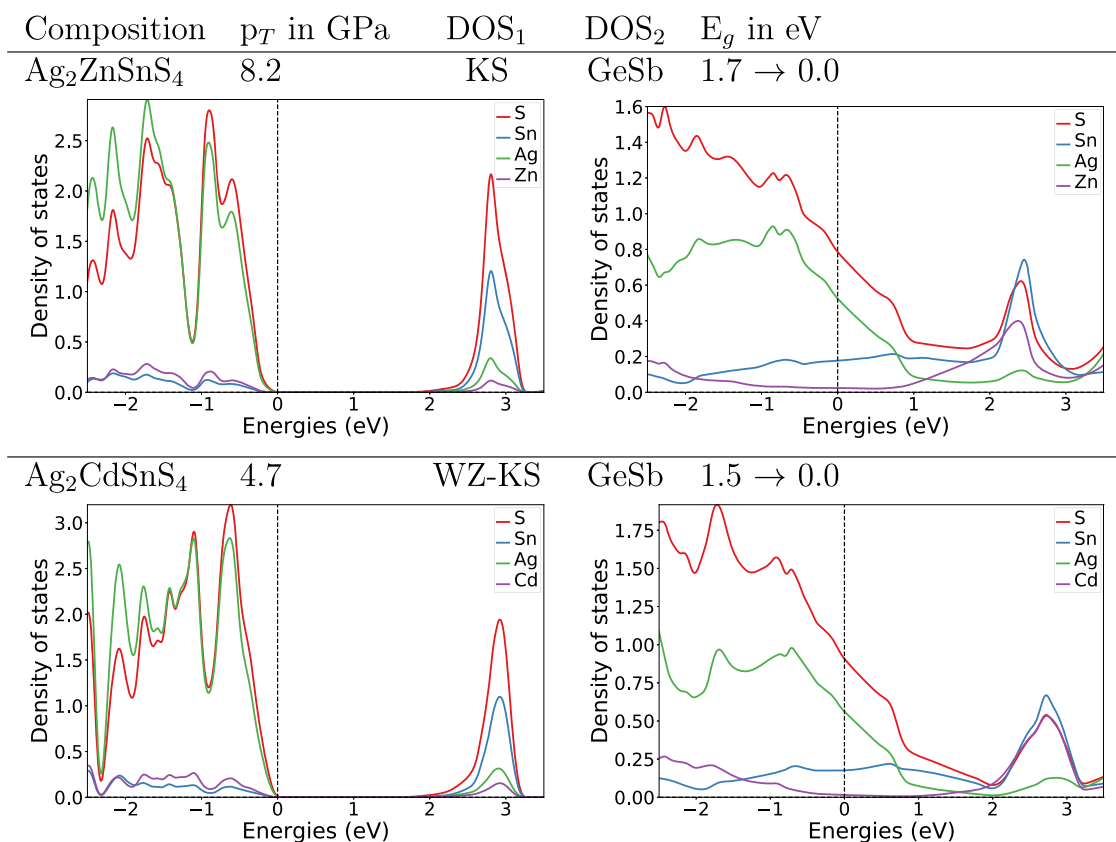 Composition p_T in GPa DOS₁ DOS₂ E_g in eV
Ag₂ZnSnS₄ 8.2 KS GeSb 1.7 → 0.0
Density of states
2.5
2.0
1.5
1.0
0.5
0.0
−2 −1 0 1 2 3
Energies (eV)
S
Sn
Ag
Zn
Density of states
1.6
1.4
1.2
1.0
0.8
0.6
0.4
0.2
0.0
−2 −1 0 1 2 3
Energies (eV)
S
Sn
Ag
Zn
Ag₂CdSnS₄ 4.7 WZ-KS GeSb 1.5 → 0.0
Density of states
3.0
2.5
2.0
1.5
1.0
0.5
0.0
−2 −1 0 1 2 3
Energies (eV)
S
Sn
Ag
Cd
Density of states
1.75
1.50
1.25
1.00
0.75
0.50
0.25
0.00
−2 −1 0 1 2 3
Energies (eV)
S
Sn
Ag
Cd